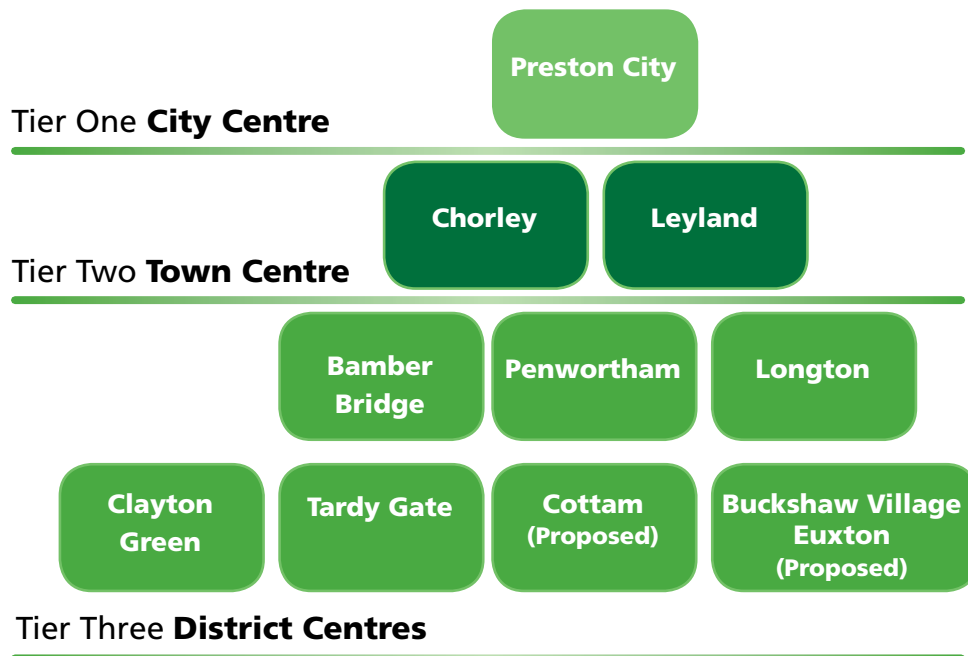 Preston City
Tier One City Centre
Chorley
Leyland
Tier Two Town Centre
Bamber
Bridge
Penwortham
Longton
Clayton
Green
Tardy Gate
Cottam
(Proposed)
Buckshaw Village
Euxton
(Proposed)
Tier Three District Centres